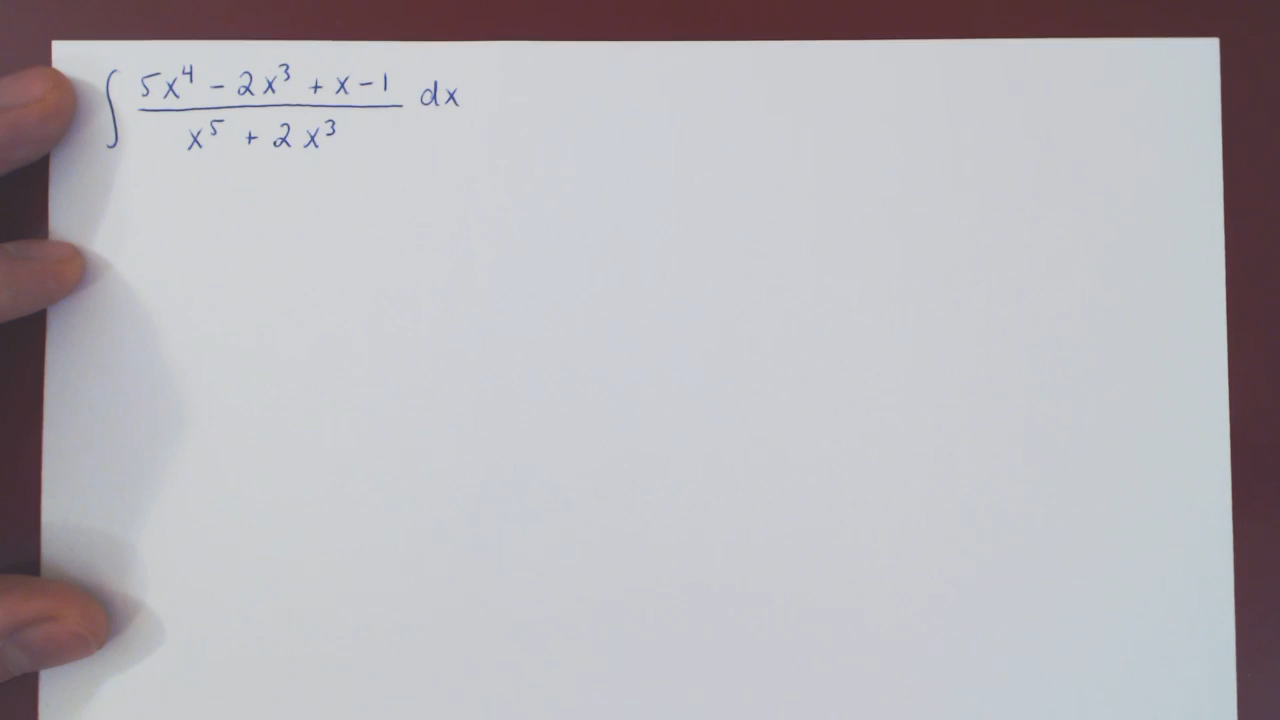 ∫ (5x⁴ - 2x³ + x - 1)/(x⁵ + 2x³) dx